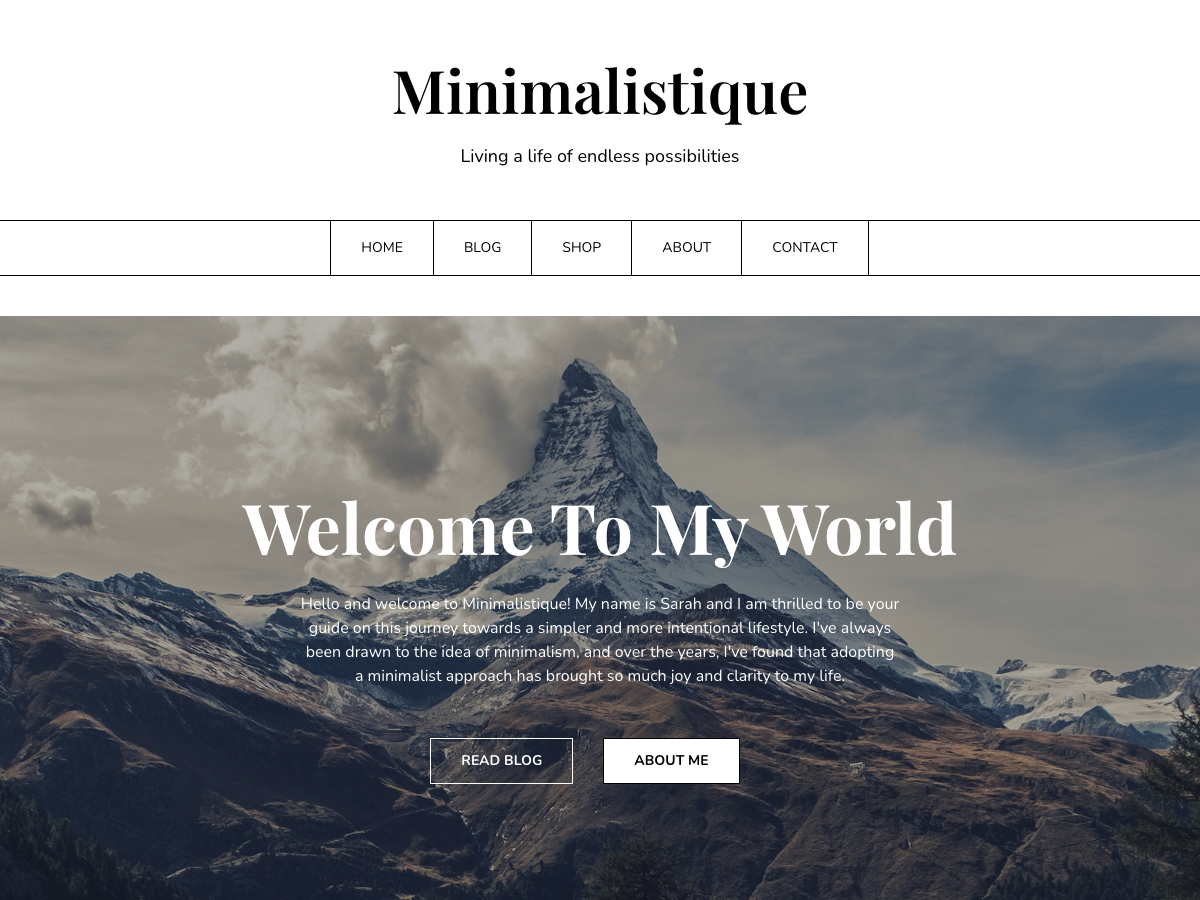 Minimalistique
Living a life of endless possibilities
HOME BLOG SHOP ABOUT CONTACT
Welcome To My World
Hello and welcome to Minimalistique! My name is Sarah and I am thrilled to be your
guide on this journey towards a simpler and more intentional lifestyle. I've always
been drawn to the idea of minimalism, and over the years, I've found that adopting
a minimalist approach has brought so much joy and clarity to my life.
READ BLOG ABOUT ME